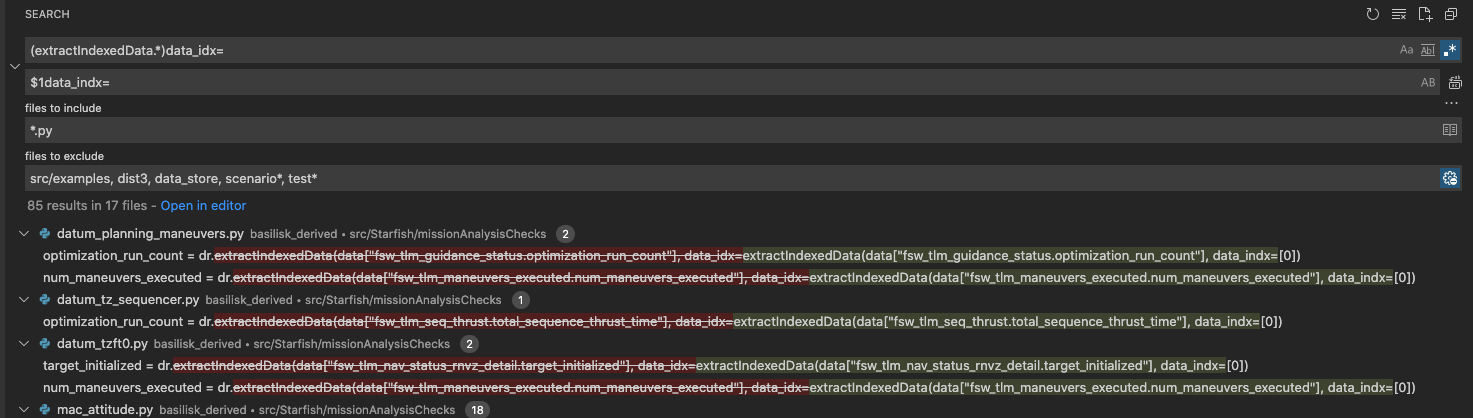 SEARCH
(extractIndexedData.*)data_idx=
Aa Ab
$1data_indx=
AB
files to include
*.py
files to exclude
src/examples, dist3, data_store, scenario*, test*
85 results in 17 files - Open in editor
datum_planning_maneuvers.py basilisk_derived • src/Starfish/missionAnalysisChecks 2
optimization_run_count = dr.extractIndexedData(data["fsw_tlm_guidance_status.optimization_run_count"], data_idx=extractIndexedData(data["fsw_tlm_guidance_status.optimization_run_count"], data_indx=[0])
num_maneuvers_executed = dr.extractIndexedData(data["fsw_tlm_maneuvers_executed.num_maneuvers_executed"], data_idx=extractIndexedData(data["fsw_tlm_maneuvers_executed.num_maneuvers_executed"], data_indx=[0])
datum_tz_sequencer.py basilisk_derived • src/Starfish/missionAnalysisChecks 1
optimization_run_count = dr.extractIndexedData(data["fsw_tlm_seq_thrust.total_sequence_thrust_time"], data_idx=extractIndexedData(data["fsw_tlm_seq_thrust.total_sequence_thrust_time"], data_indx=[0])
datum_tzft0.py basilisk_derived • src/Starfish/missionAnalysisChecks 2
target_initialized = dr.extractIndexedData(data["fsw_tlm_nav_status_rnvz_detail.target_initialized"], data_idx=extractIndexedData(data["fsw_tlm_nav_status_rnvz_detail.target_initialized"], data_indx=[0])
num_maneuvers_executed = dr.extractIndexedData(data["fsw_tlm_maneuvers_executed.num_maneuvers_executed"], data_idx=extractIndexedData(data["fsw_tlm_maneuvers_executed.num_maneuvers_executed"], data_indx=[0])
mac_attitude.py basilisk_derived • src/Starfish/missionAnalysisChecks 18